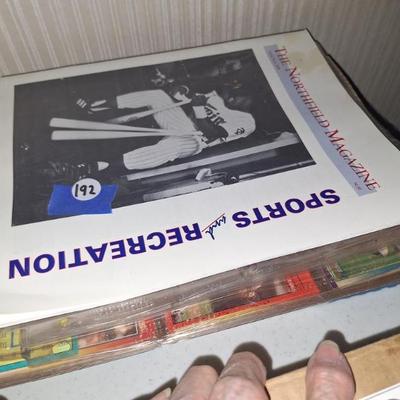 THE NORTHFIELD MAGAZINE
192
SPORTS and RECREATION